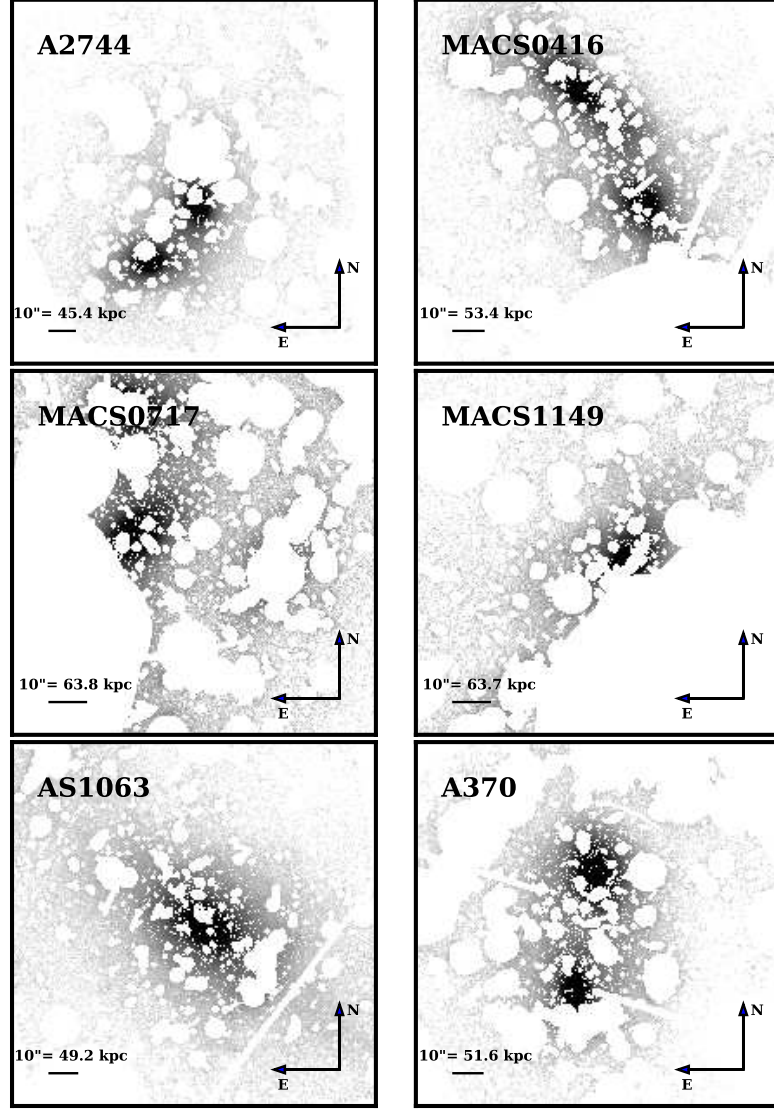 A2744
10"= 45.4 kpc
N
E
MACS0416
10"= 53.4 kpc
N
E
MACS0717
10"= 63.8 kpc
N
E
MACS1149
10"= 63.7 kpc
N
E
AS1063
10"= 49.2 kpc
N
E
A370
10"= 51.6 kpc
N
E